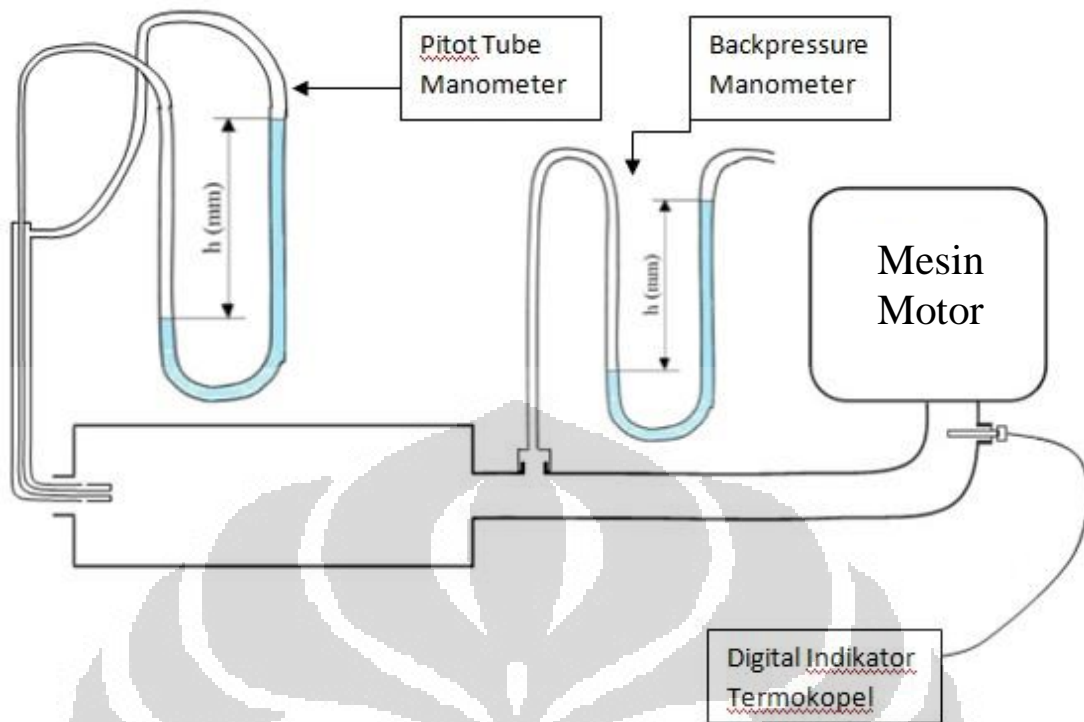 Pitot Tube
Manometer
Backpressure
Manometer
h (mm)
h (mm)
Mesin
Motor
Digital Indikator
Termokopel